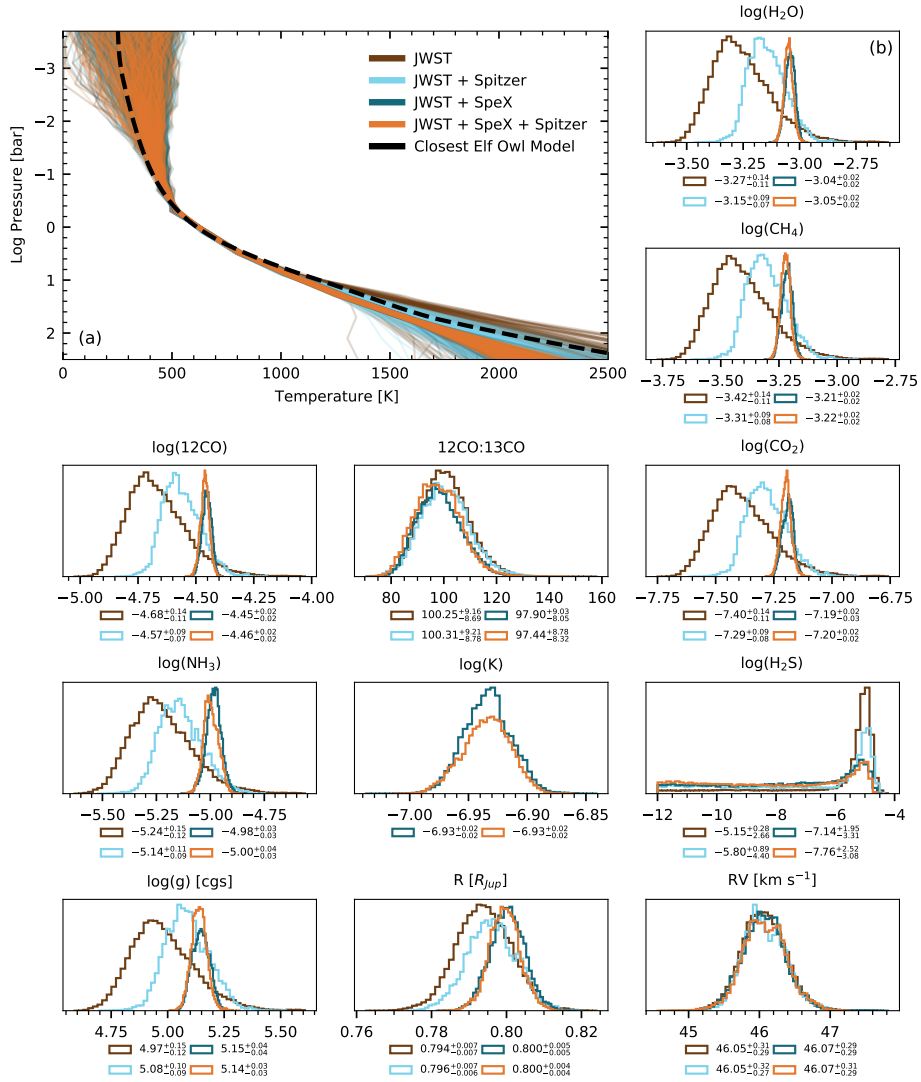 log(H₂O)
(b)
−3
−2
−1
0
1
2
Log Pressure [bar]
JWST
JWST + Spitzer
JWST + SpeX
JWST + SpeX + Spitzer
Closest Elf Owl Model
(a)
0 500 1000 1500 2000 2500
Temperature [K]
−3.50 −3.25 −3.00 −2.75
−3.27+0.14−0.11 −3.04+0.02−0.02
−3.15+0.09−0.07 −3.05+0.02−0.02
log(CH₄)
−3.75 −3.50 −3.25 −3.00 −2.75
−3.42+0.14−0.11 −3.21+0.02−0.02
−3.31+0.09−0.08 −3.22+0.02−0.02
log(12CO)
−5.00 −4.75 −4.50 −4.25 −4.00
−4.68+0.14−0.11 −4.45+0.02−0.02
−4.57+0.09−0.07 −4.46+0.02−0.02
12CO:13CO
80 100 120 140 160
100.25+9.16−8.69 97.90+9.03−8.05
100.31+9.21−8.78 97.44+8.78−8.32
log(CO₂)
−7.75 −7.50 −7.25 −7.00 −6.75
−7.40+0.14−0.11 −7.19+0.02−0.03
−7.29+0.09−0.08 −7.20+0.02−0.02
log(NH₃)
−5.50 −5.25 −5.00 −4.75
−5.24+0.15−0.12 −4.98+0.03−0.03
−5.14+0.11−0.09 −5.00+0.04−0.03
log(K)
−7.00 −6.95 −6.90 −6.85
−6.93+0.02−0.02 −6.93+0.02−0.02
log(H₂S)
−12 −10 −8 −6 −4
−5.15+0.28−2.66 −7.14+1.95−3.31
−5.80+0.89−4.40 −7.76+2.52−3.08
log(g) [cgs]
4.75 5.00 5.25 5.50
4.97+0.15−0.12 5.15+0.04−0.04
5.08+0.10−0.09 5.14+0.03−0.03
R [R_Jup]
0.76 0.78 0.80 0.82
0.794+0.007−0.007 0.800+0.005−0.005
0.796+0.007−0.006 0.800+0.004−0.004
RV [km s⁻¹]
45 46 47
46.05+0.31−0.29 46.07+0.29−0.29
46.05+0.32−0.27 46.07+0.31−0.29